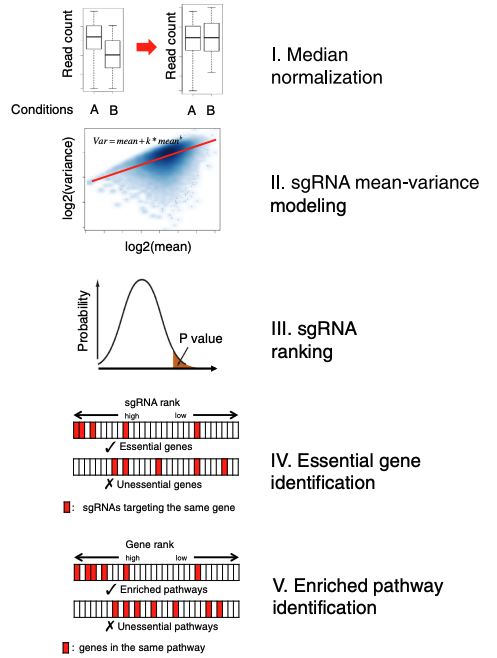 Read count
Read count
I. Median
normalization
Conditions A B A B
Var = mean + k * mean^b
log2(variance)
log2(mean)
II. sgRNA mean-variance
modeling
Probability
P value
III. sgRNA
ranking
sgRNA rank
high low
✓ Essential genes
✗ Unessential genes
: sgRNAs targeting the same gene
IV. Essential gene
identification
Gene rank
high low
✓ Enriched pathways
✗ Unessential pathways
: genes in the same pathway
V. Enriched pathway
identification